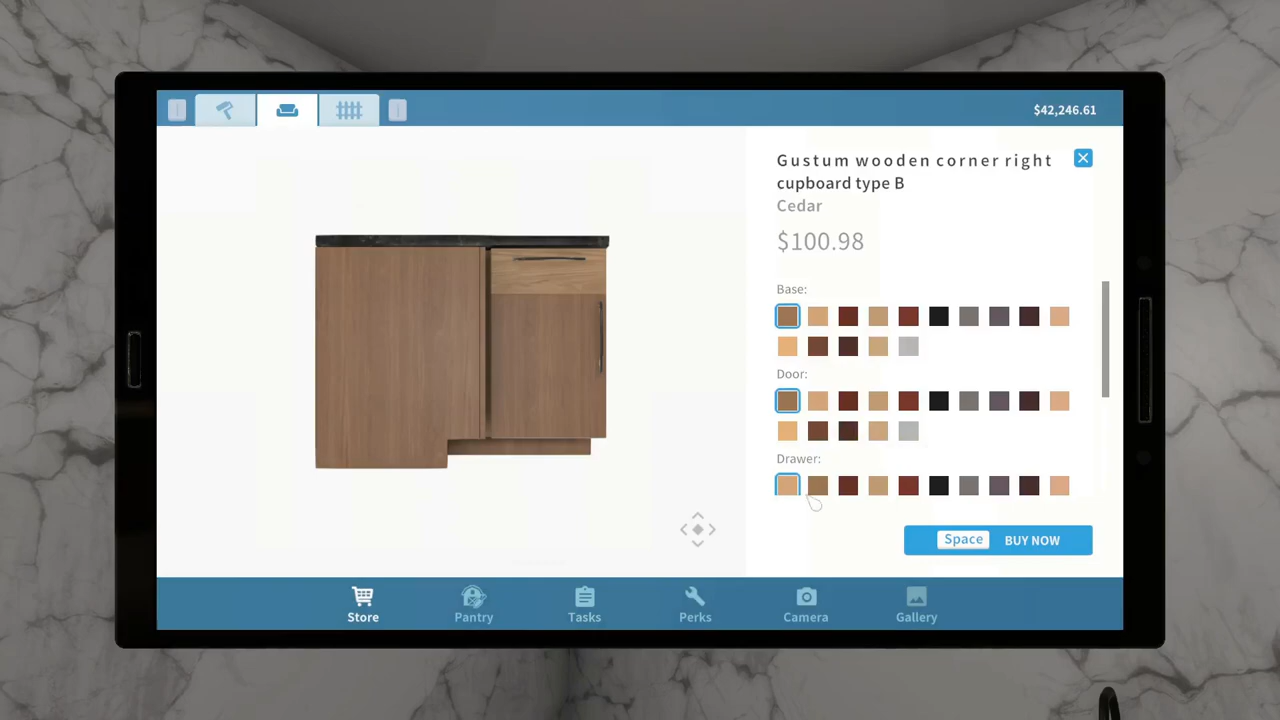 $42,246.61
Gustum wooden corner right
cupboard type B
Cedar
$100.98
Base:
Door:
Drawer:
Space BUY NOW
Store Pantry Tasks Perks Camera Gallery